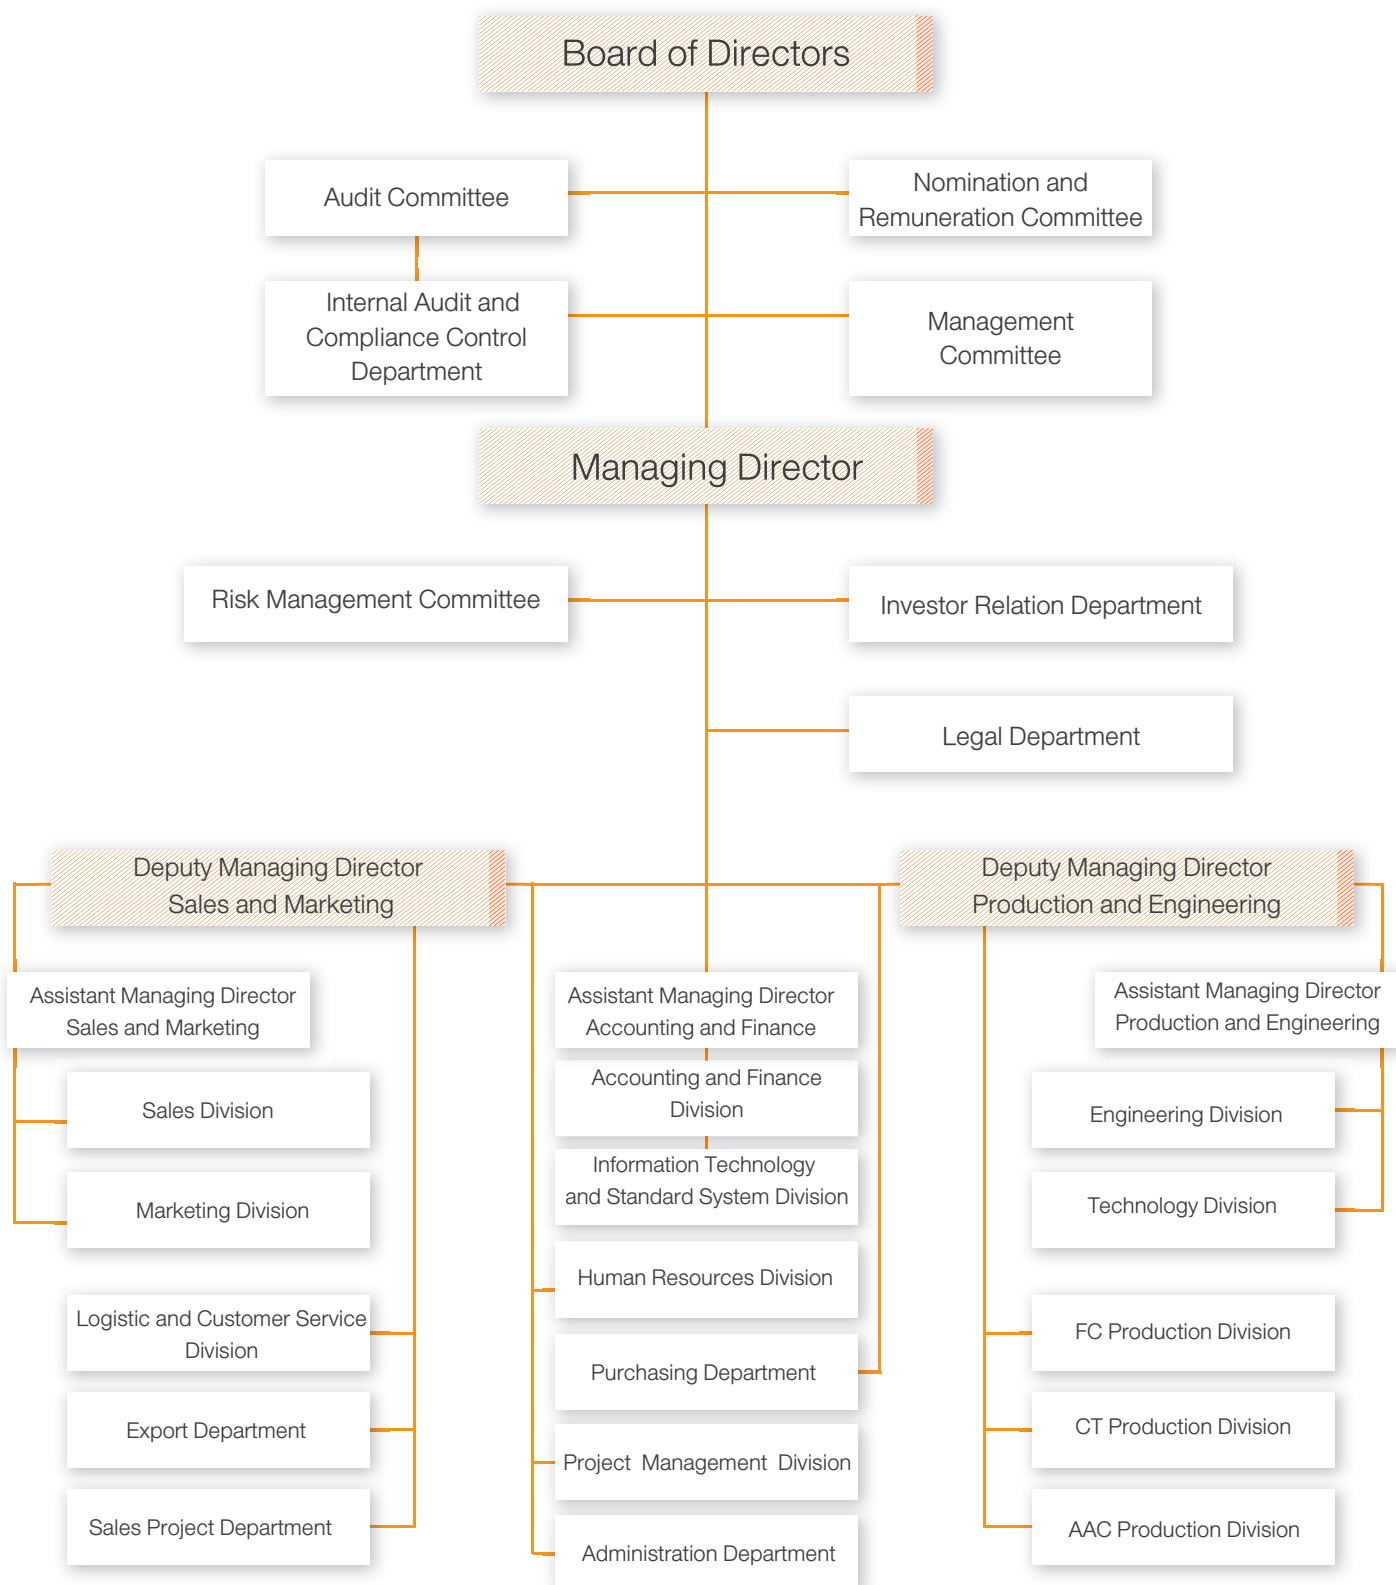 Board of Directors
Audit Committee
Nomination and
Remuneration Committee
Internal Audit and
Compliance Control
Department
Management
Committee
Managing Director
Risk Management Committee
Investor Relation Department
Legal Department
Deputy Managing Director
Sales and Marketing
Deputy Managing Director
Production and Engineering
Assistant Managing Director
Sales and Marketing
Sales Division
Marketing Division
Logistic and Customer Service
Division
Export Department
Sales Project Department
Assistant Managing Director
Accounting and Finance
Accounting and Finance
Division
Information Technology
and Standard System Division
Human Resources Division
Purchasing Department
Project Management Division
Administration Department
Assistant Managing Director
Production and Engineering
Engineering Division
Technology Division
FC Production Division
CT Production Division
AAC Production Division